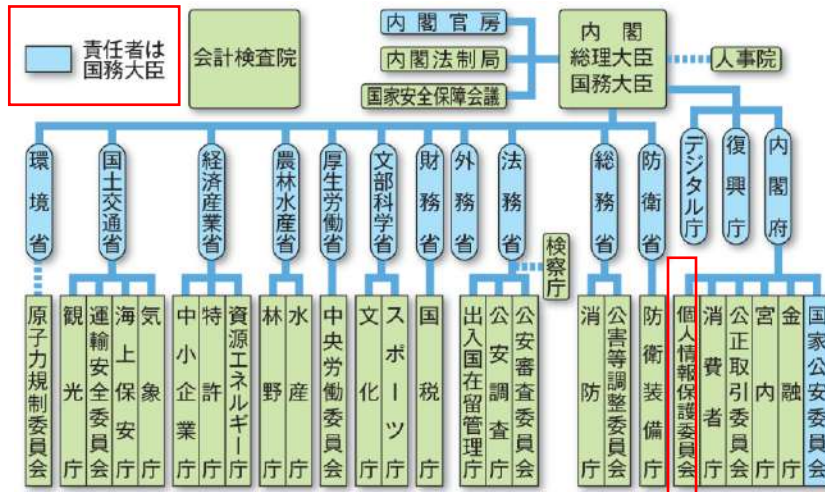 責任者は
国務大臣
会計検査院
内閣官房
内閣法制局
国家安全保障会議
内閣
総理大臣
国務大臣
人事院
環境省
国土交通省
経済産業省
農林水産省
厚生労働省
文部科学省
財務省
外務省
法務省
検察庁
総務省
防衛省
デジタル庁
復興庁
内閣府
原子力規制委員会
観光庁
運輸安全委員会
海上保安庁
気象庁
中小企業庁
特許庁
資源エネルギー庁
林野庁
水産庁
中央労働委員会
文化庁
スポーツ庁
国税庁
出入国在留管理庁
公安調査庁
公安審査委員会
消防庁
公害等調整委員会
防衛装備庁
個人情報保護委員会
消費者庁
公正取引委員会
宮内庁
金融庁
国家公安委員会